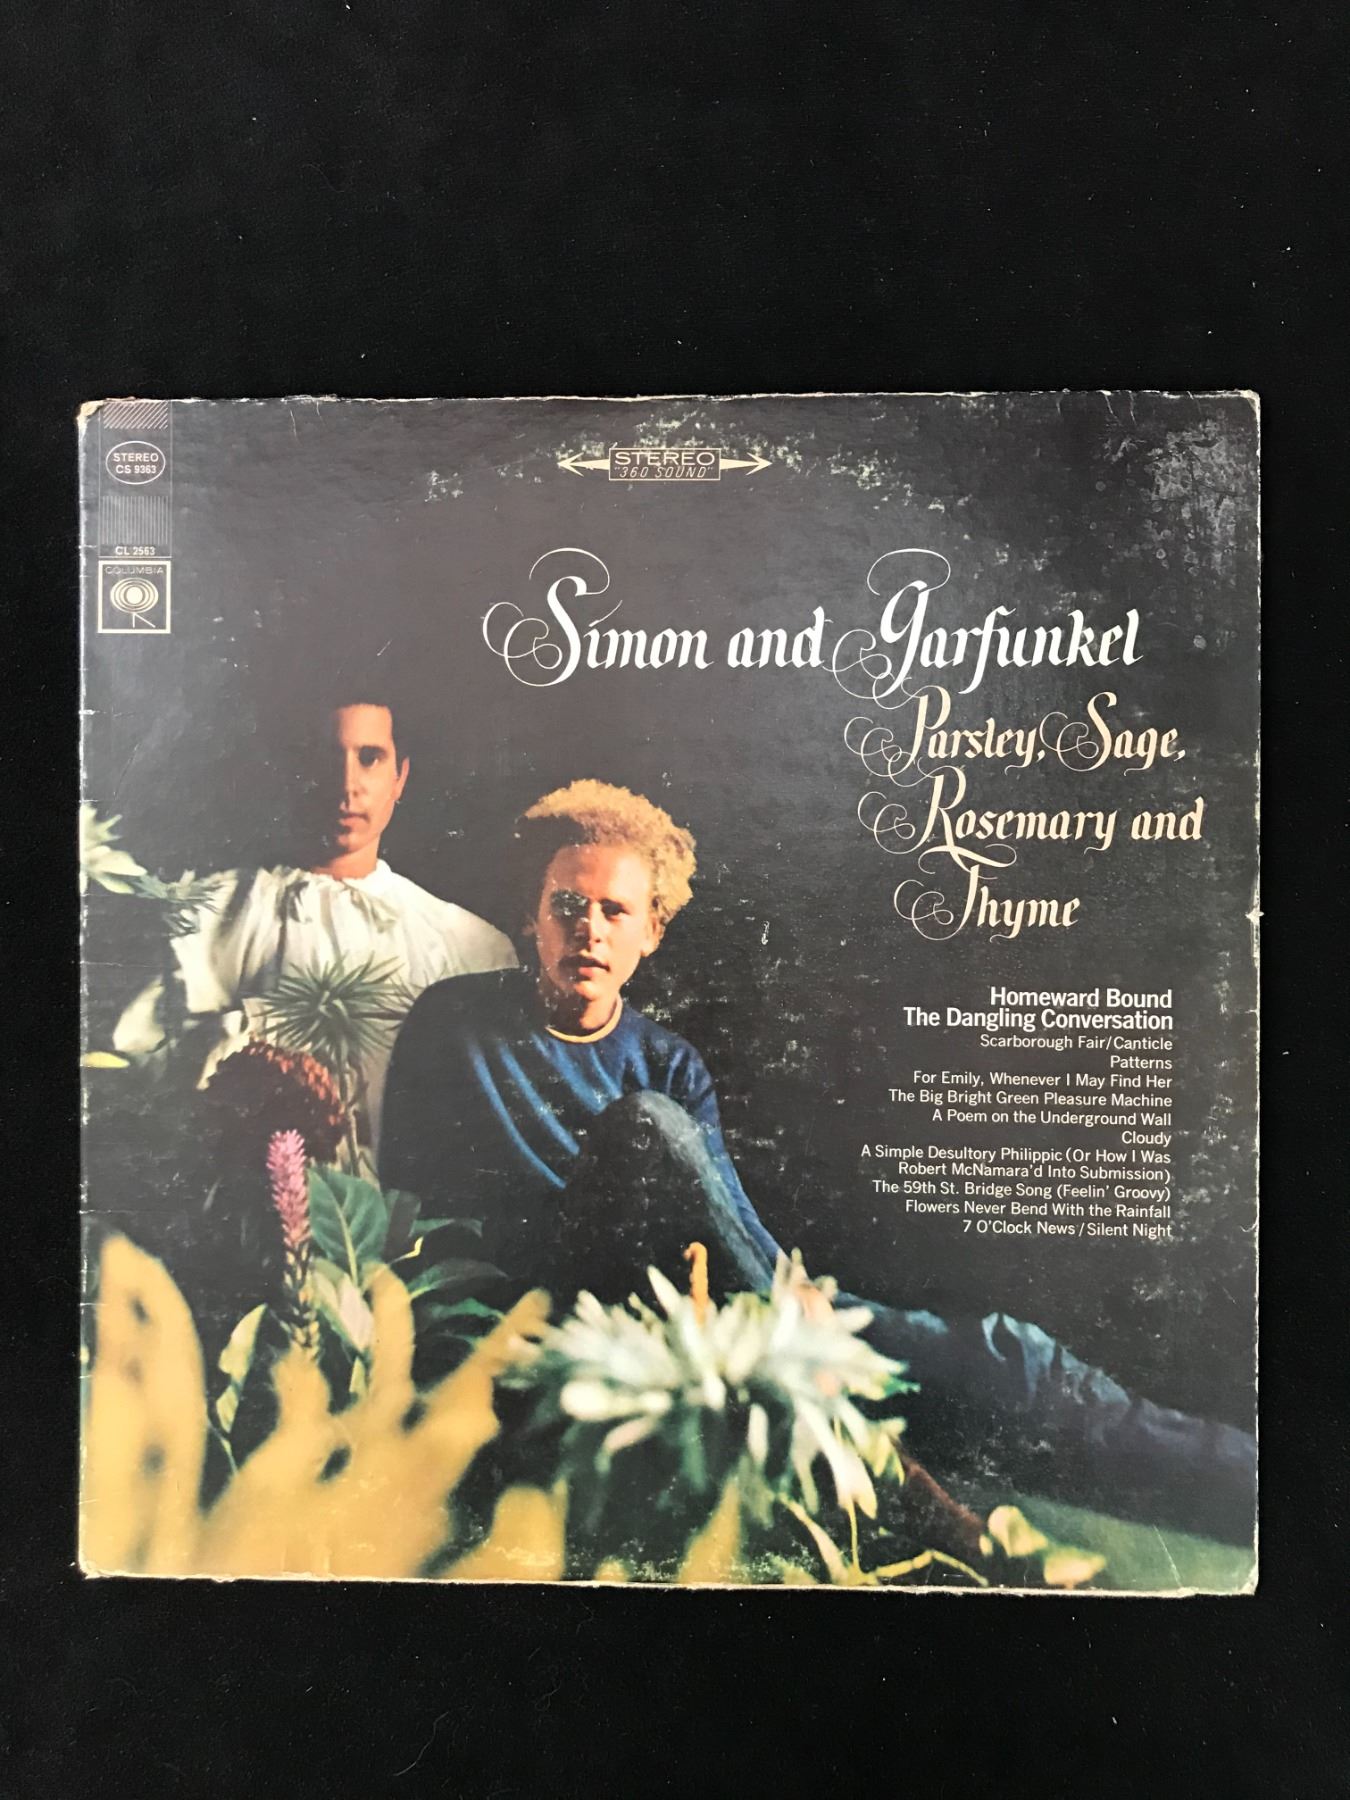 STEREO
CS 9363
CL 2563
COLUMBIA
STEREO
"360 SOUND"
Simon and Garfunkel
Parsley, Sage,
Rosemary and
Thyme
Homeward Bound
The Dangling Conversation
Scarborough Fair/Canticle
Patterns
For Emily, Whenever I May Find Her
The Big Bright Green Pleasure Machine
A Poem on the Underground Wall
Cloudy
A Simple Desultory Philippic (Or How I Was
Robert McNamara'd Into Submission)
The 59th St. Bridge Song (Feelin' Groovy)
Flowers Never Bend With the Rainfall
7 O'Clock News/Silent Night